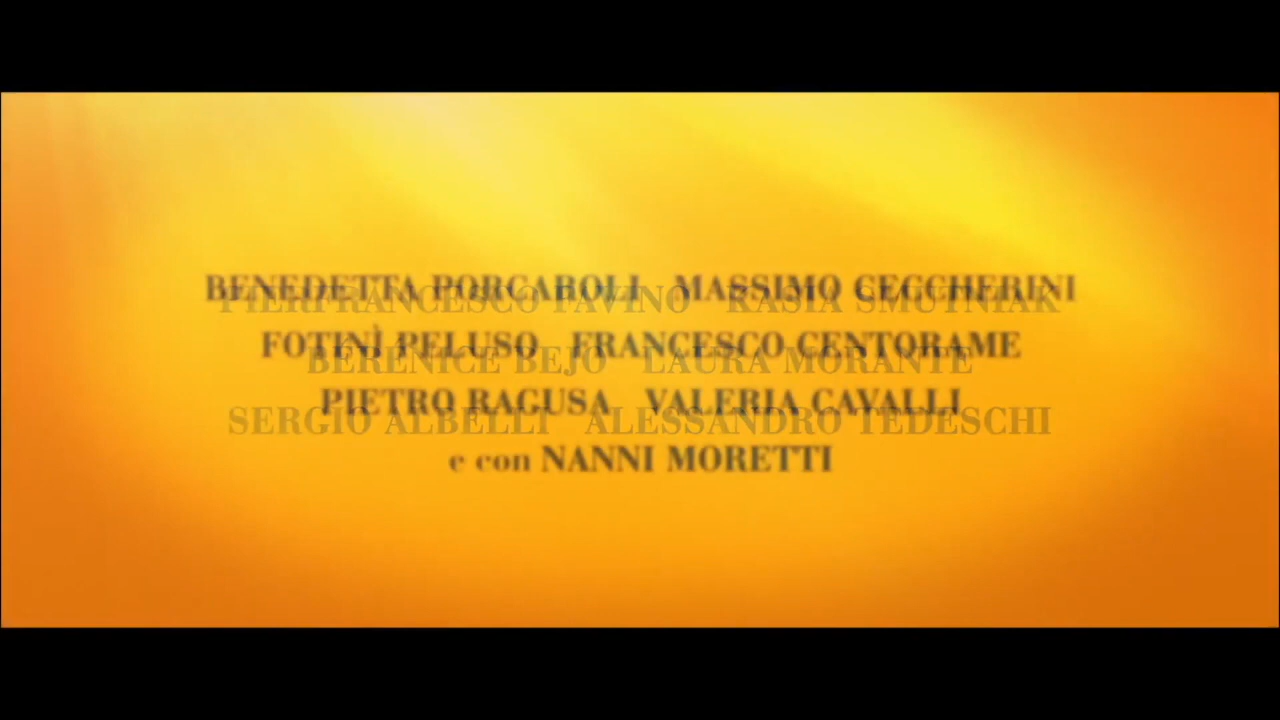 BENEDETTA PORCAROLI MASSIMO CECCHERINI
PIERFRANCESCO FAVINO KASIA SMUTNIAK
FOTINÌ PELUSO FRANCESCO CENTORAME
BÉRÉNICE BEJO LAURA MORANTE
PIETRO RAGUSA VALERIA CAVALLI
SERGIO ALBELLI ALESSANDRO TEDESCHI
e con NANNI MORETTI